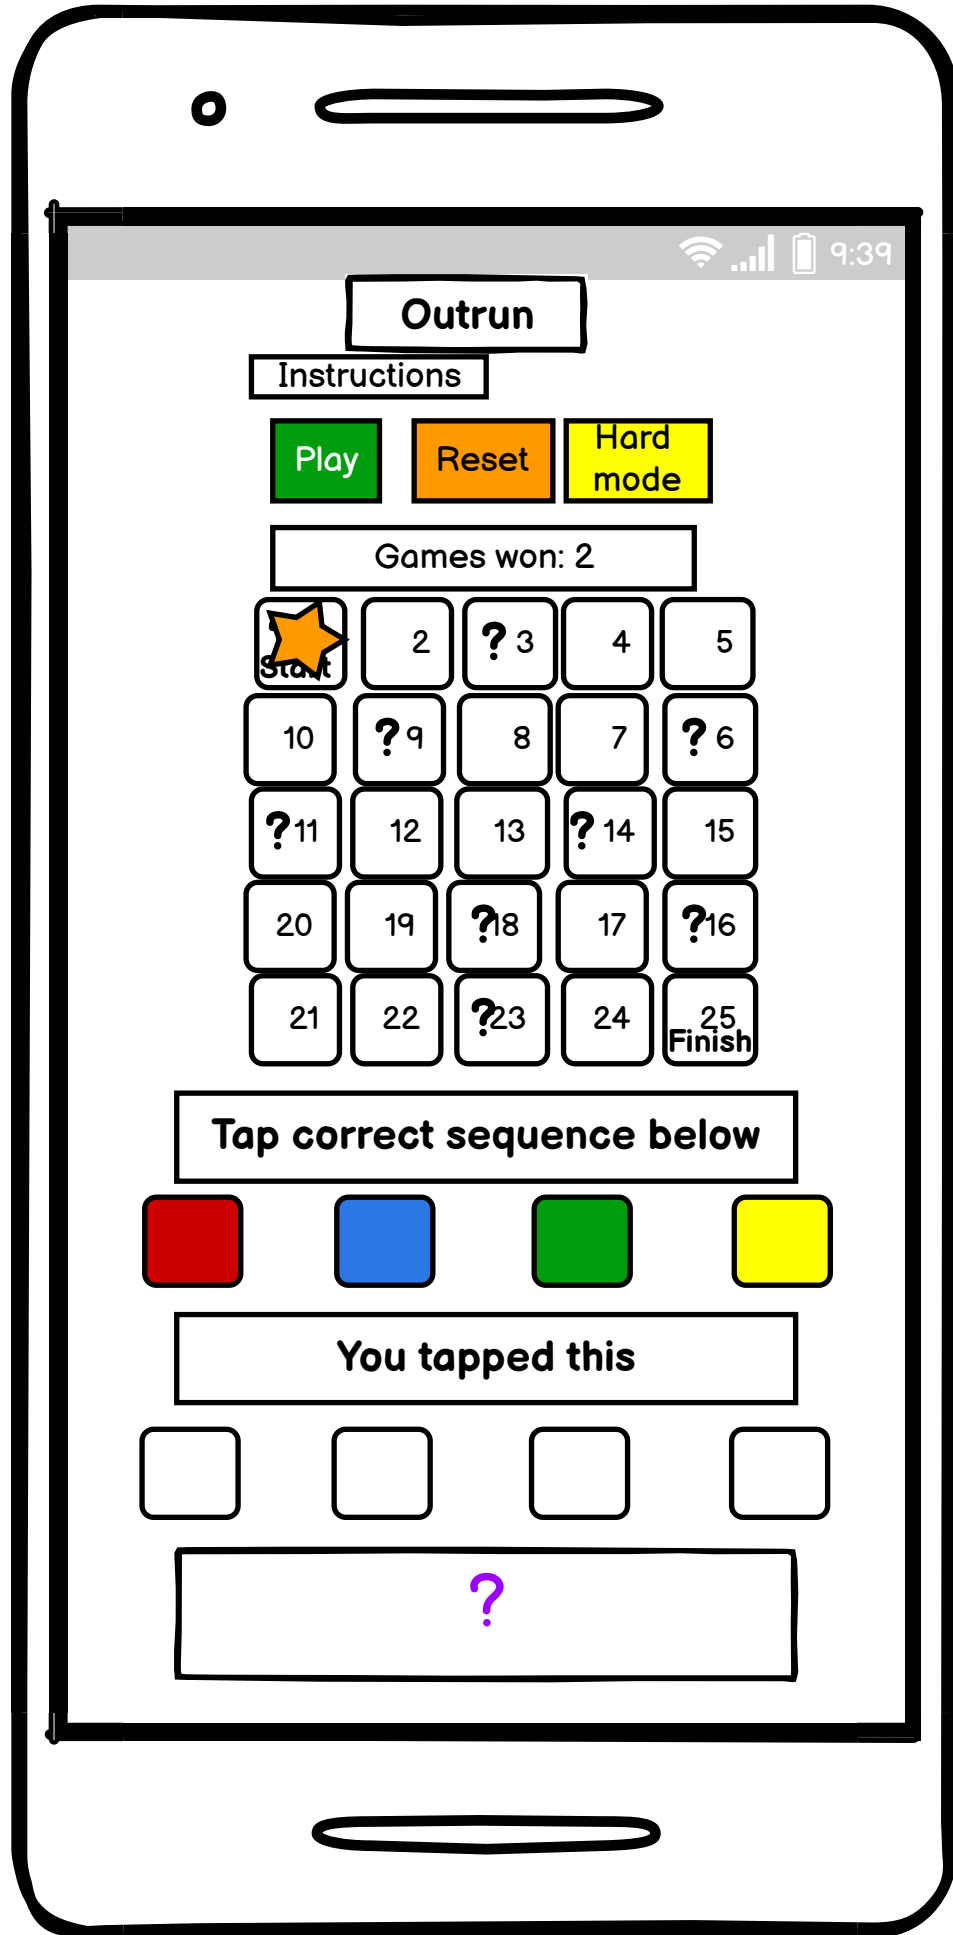 9:39
Outrun
Instructions
Play Reset Hard mode
Games won: 2
Start 2 ? 3 4 5
10 ? 9 8 7 ? 6
? 11 12 13 ? 14 15
20 19 ? 18 17 ? 16
21 22 ? 23 24 25
Finish
Tap correct sequence below
You tapped this
?